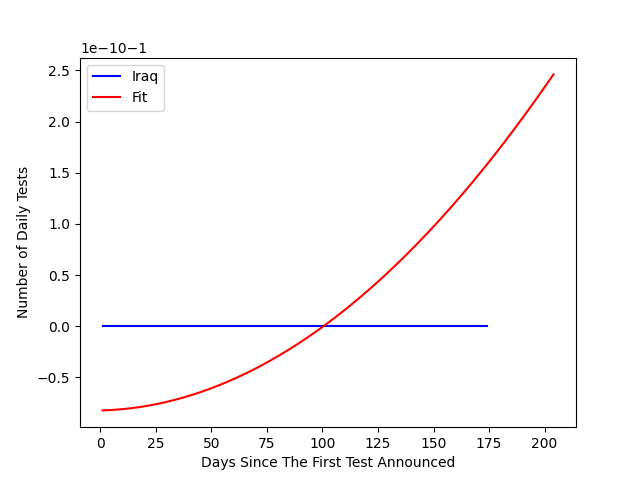 1e−10−1
Iraq
Fit
2.5
2.0
1.5
1.0
0.5
0.0
−0.5
Number of Daily Tests
0 25 50 75 100 125 150 175 200
Days Since The First Test Announced